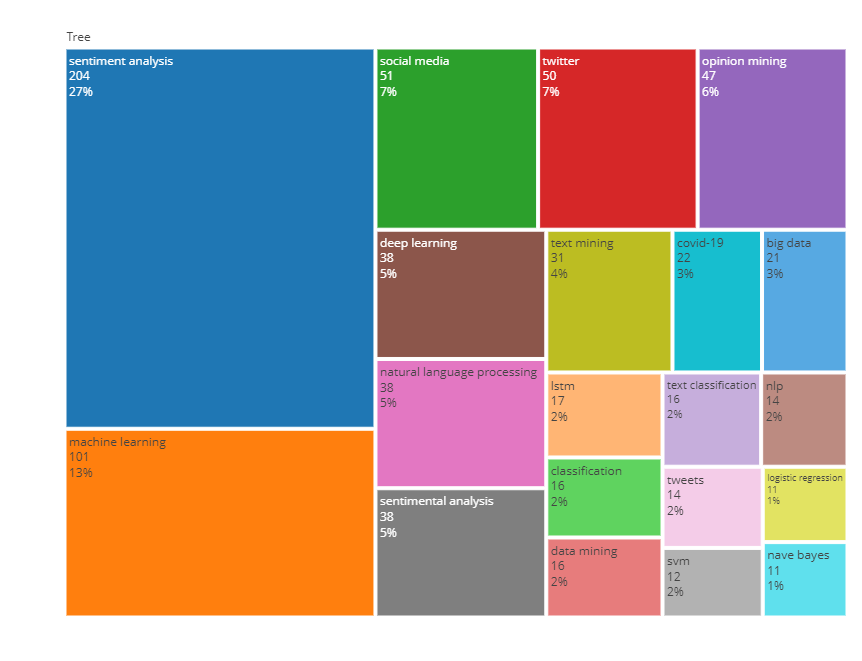 Tree
sentiment analysis
204
27%
social media
51
7%
twitter
50
7%
opinion mining
47
6%
deep learning
38
5%
text mining
31
4%
covid-19
22
3%
big data
21
3%
natural language processing
38
5%
lstm
17
2%
text classification
16
2%
nlp
14
2%
machine learning
101
13%
classification
16
2%
tweets
14
2%
logistic regression
11
1%
sentimental analysis
38
5%
data mining
16
2%
svm
12
2%
nave bayes
11
1%